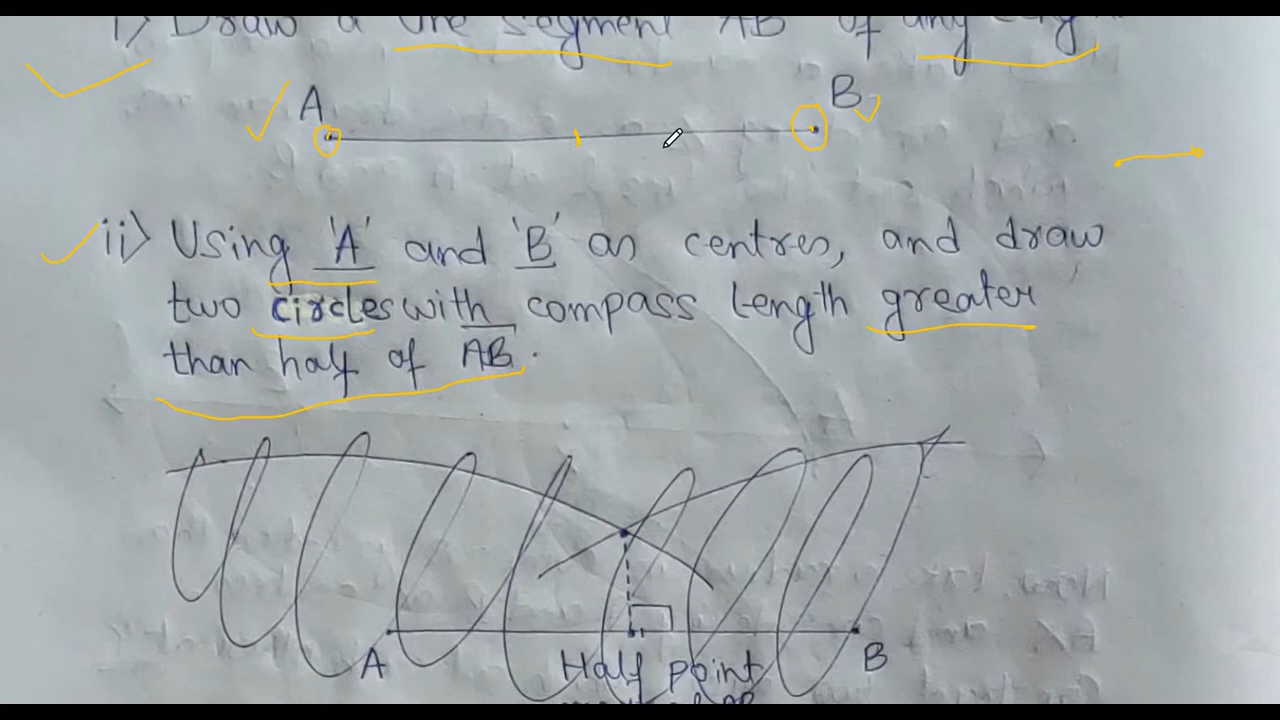 i) Draw a line segment AB of any
A
B
ii) Using 'A' and 'B' as centres, and draw
two circles with compass length greater
than half of AB.
A
Half point
B